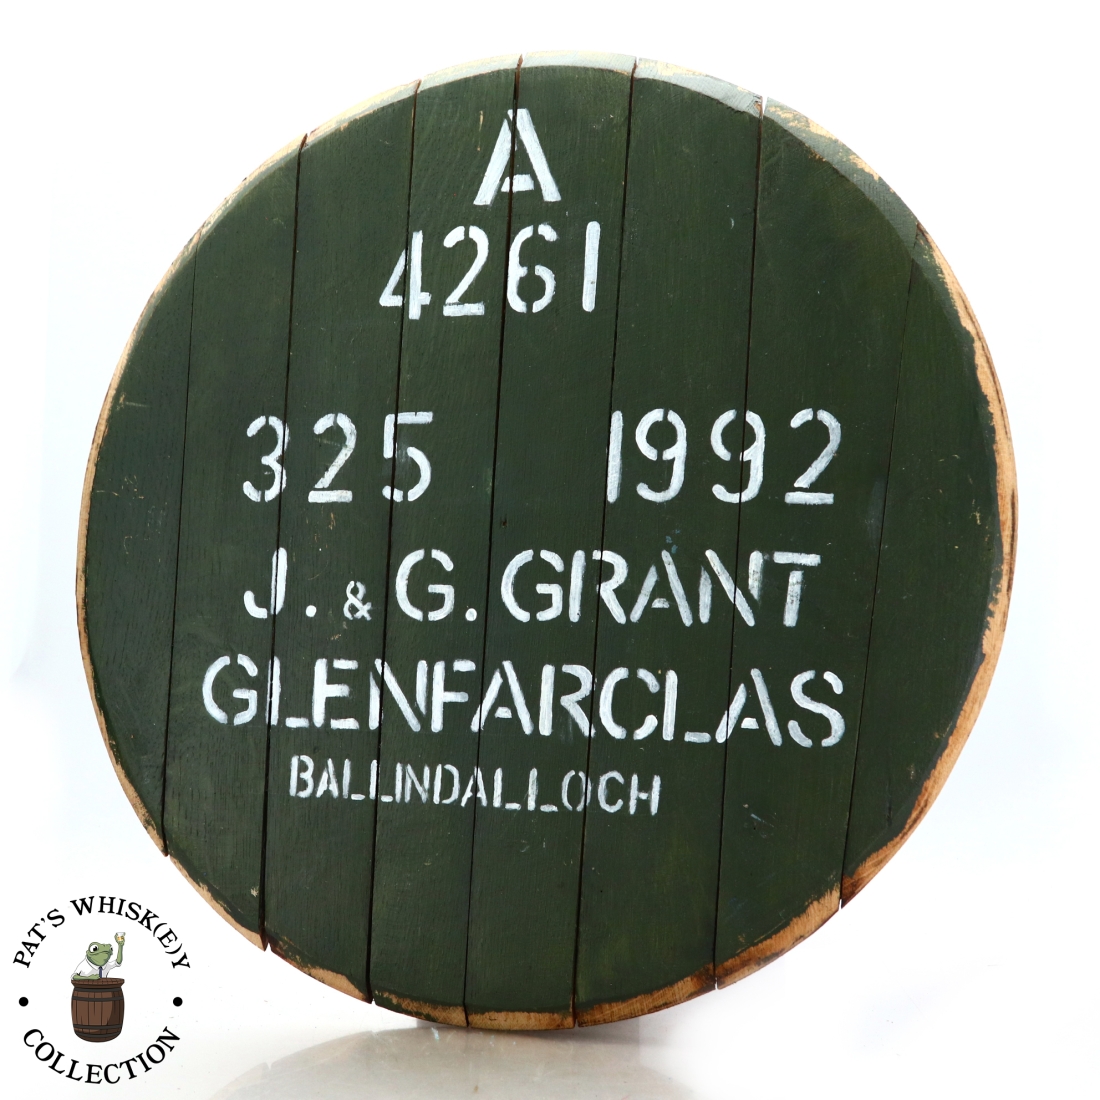 A
4261
325 1992
J. & G. GRANT
GLENFARCLAS
BALLINDALLOCH
PAT'S WHISK(E)Y
• COLLECTION •